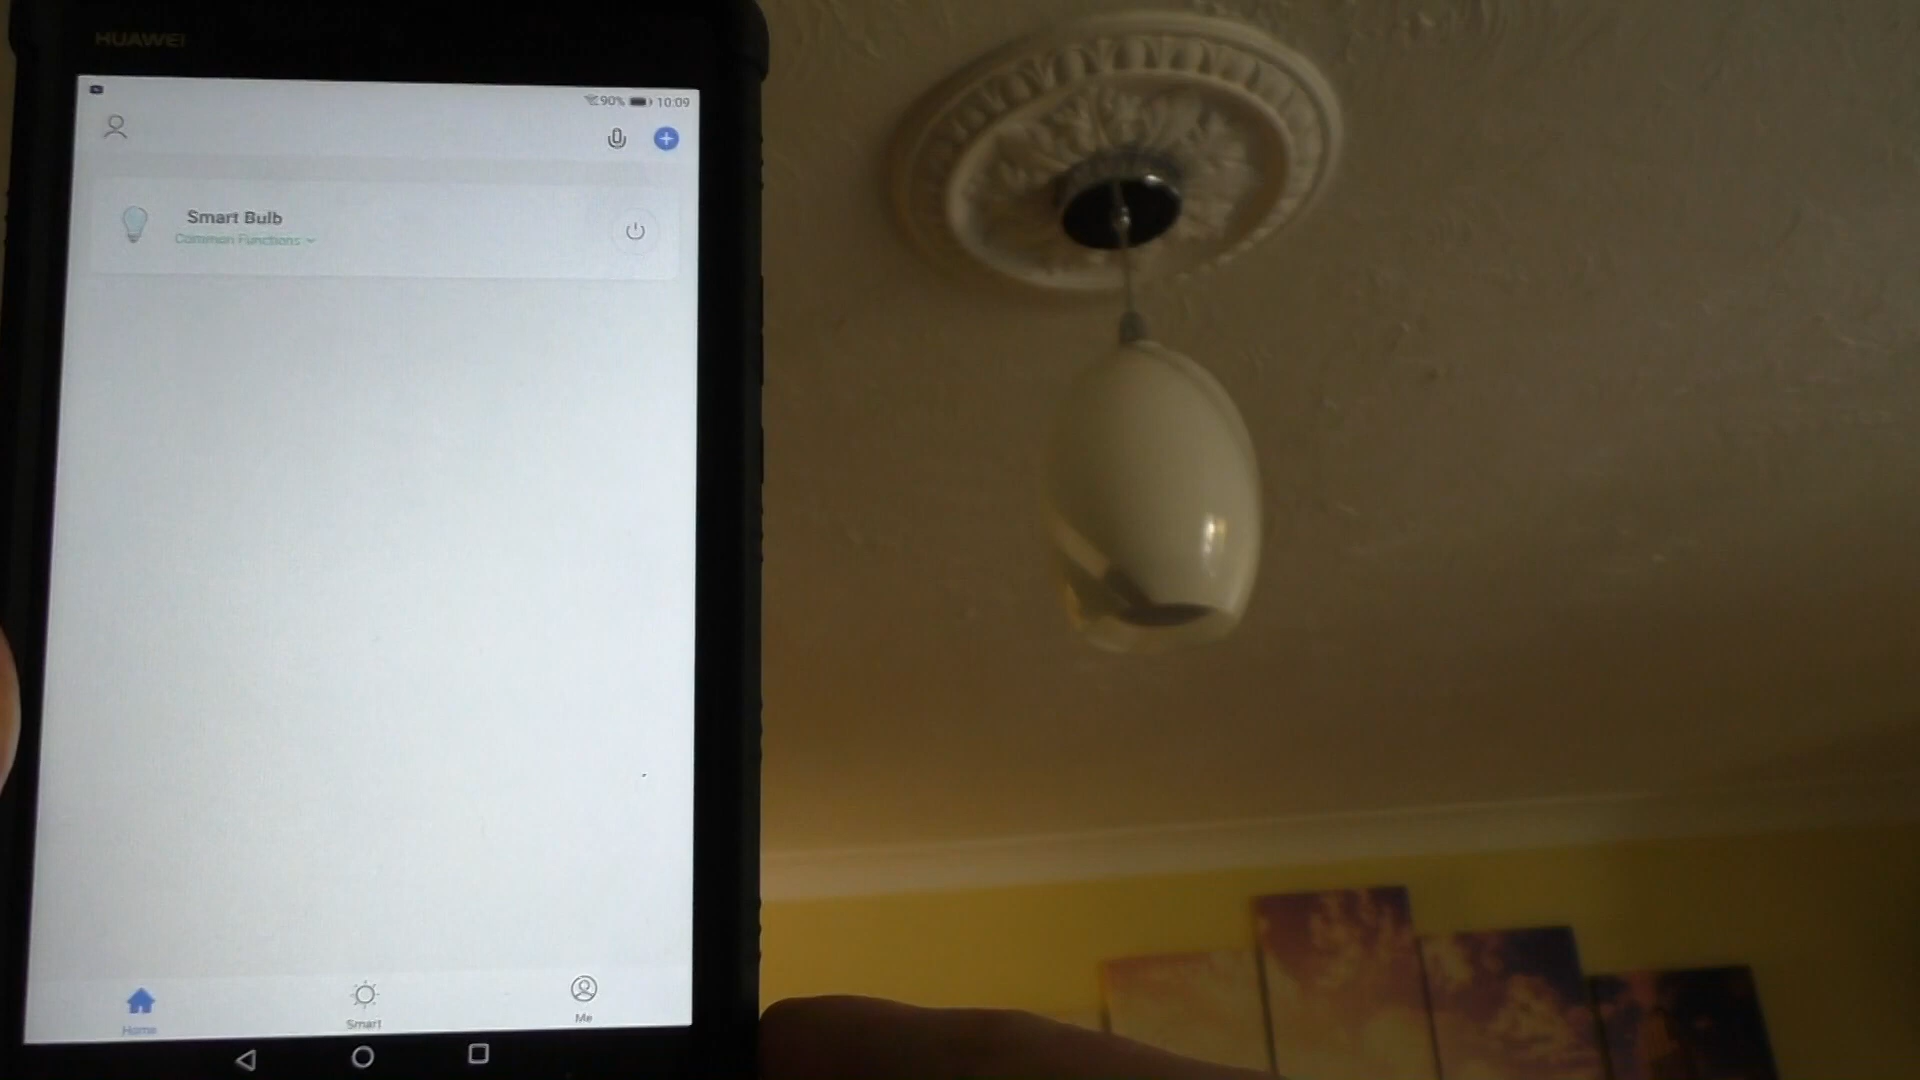 HUAWEI
90% 10:09
Smart Bulb
Common Functions
Home
Smart
Me